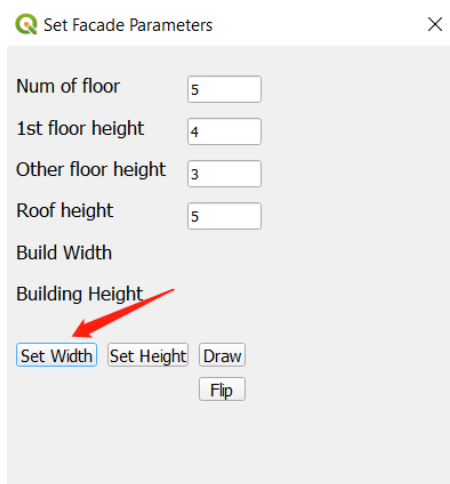 Set Facade Parameters
Num of floor 5
1st floor height 4
Other floor height 3
Roof height 5
Build Width
Building Height
Set Width Set Height Draw
Flip